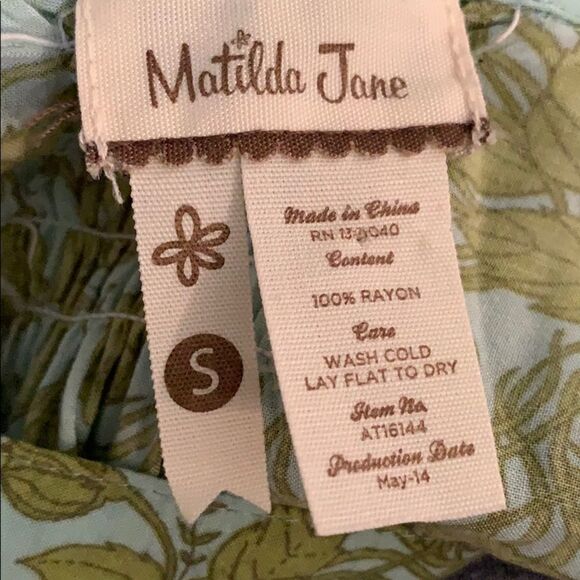 Matilda Jane
S
Made in China
Content
100% RAYON
Care
WASH COLD
LAY FLAT TO DRY
Item No.
AT16144
Production Date
May-14